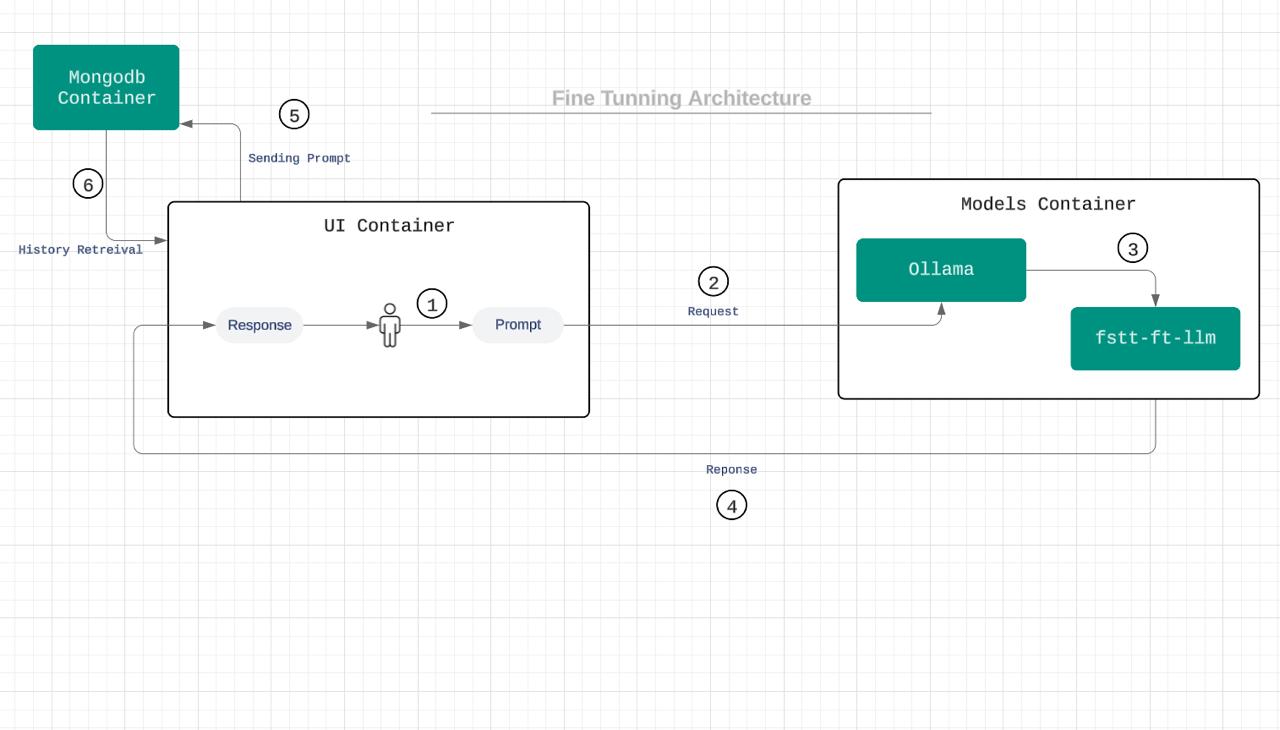 Mongodb
Container
Fine Tunning Architecture
5
Sending Prompt
6
History Retreival
UI Container
Models Container
Ollama
3
fstt-ft-llm
1
Response
Prompt
2
Request
Reponse
4